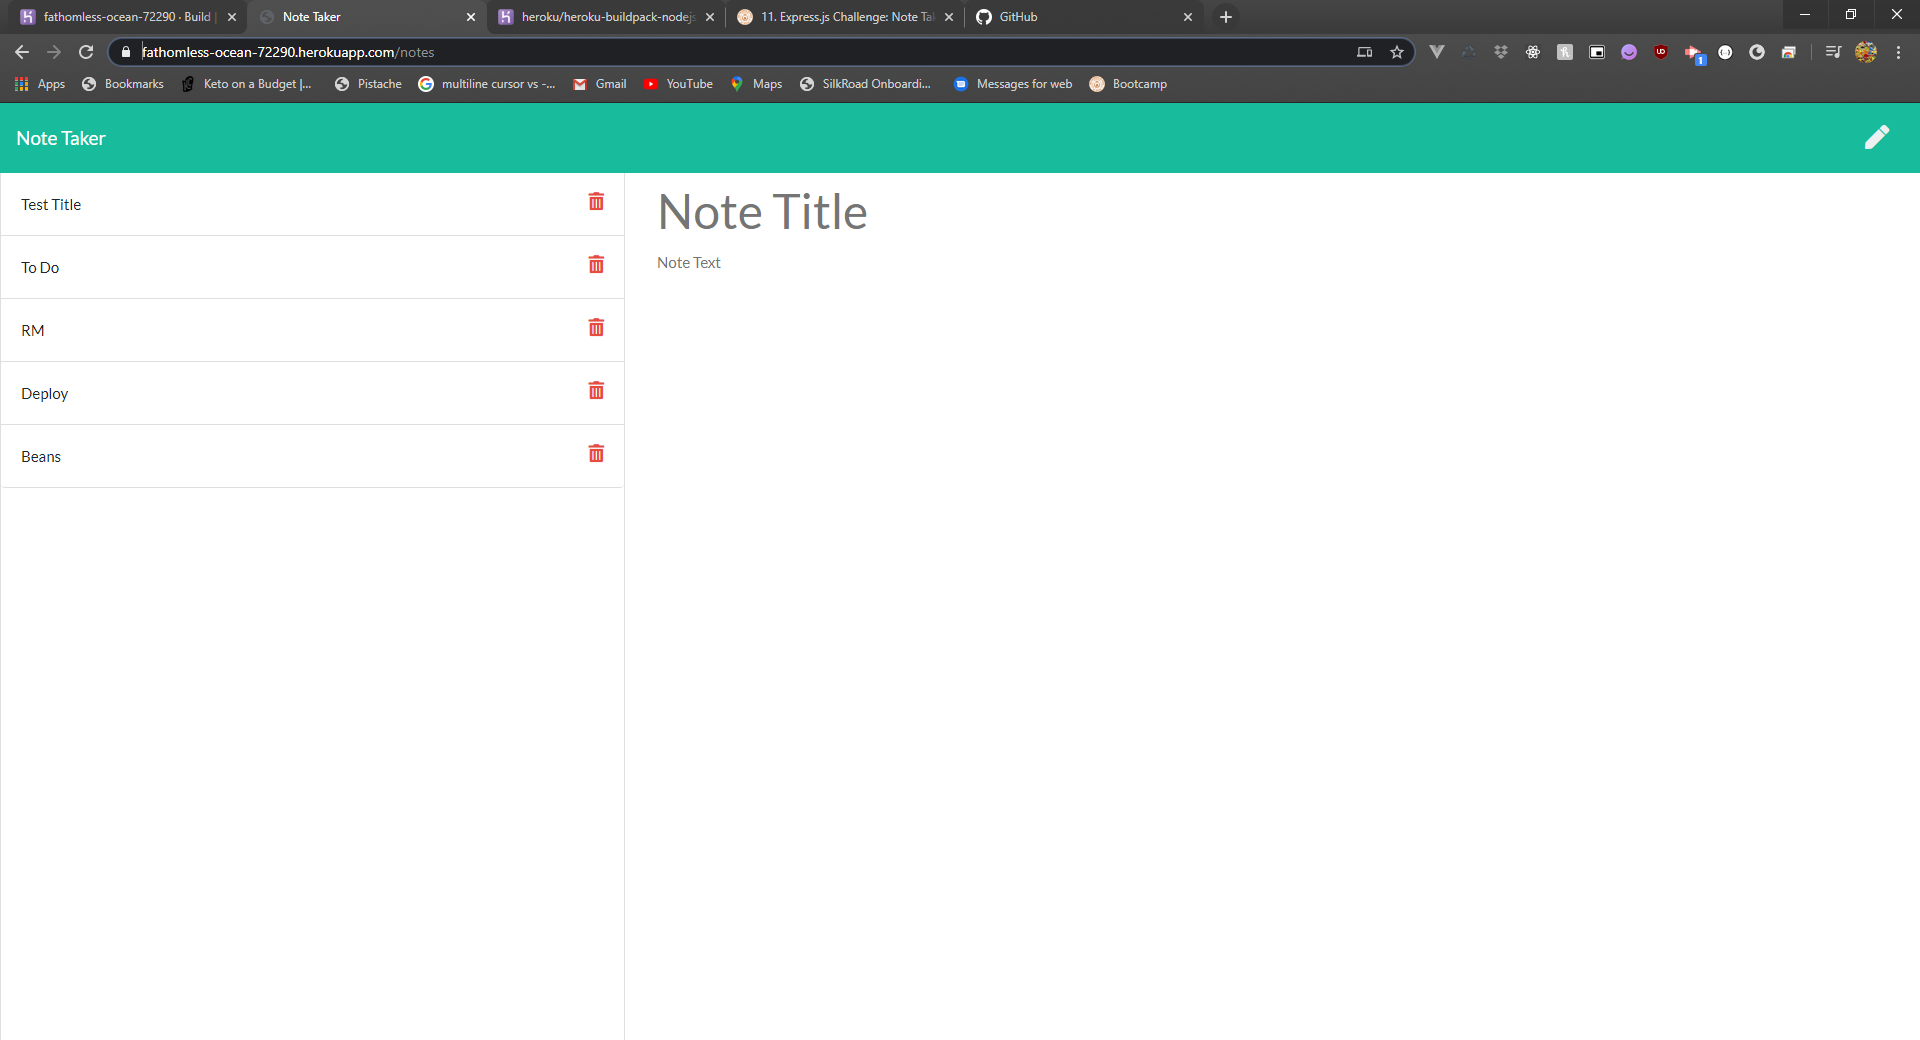 fathomless-ocean-72290 · Build |
Note Taker
heroku/heroku-buildpack-nodejs
11. Express.js Challenge: Note Tak
GitHub
fathomless-ocean-72290.herokuapp.com/notes
1
Apps
Bookmarks
Keto on a Budget |...
Pistache
multiline cursor vs -...
Gmail
YouTube
Maps
SilkRoad Onboardi...
Messages for web
Bootcamp
Note Taker
Test Title
To Do
RM
Deploy
Beans
Note Title
Note Text